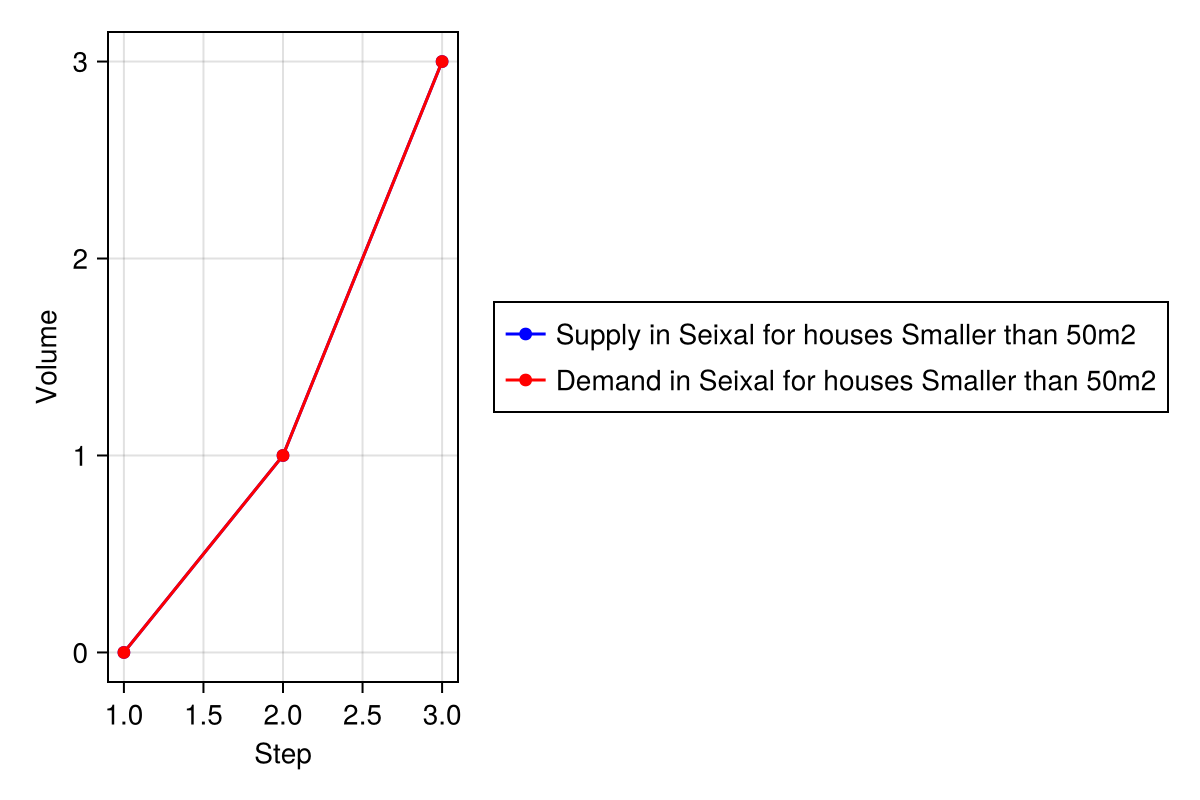 3
2
1
0
Volume
1.0 1.5 2.0 2.5 3.0
Step
Supply in Seixal for houses Smaller than 50m2
Demand in Seixal for houses Smaller than 50m2